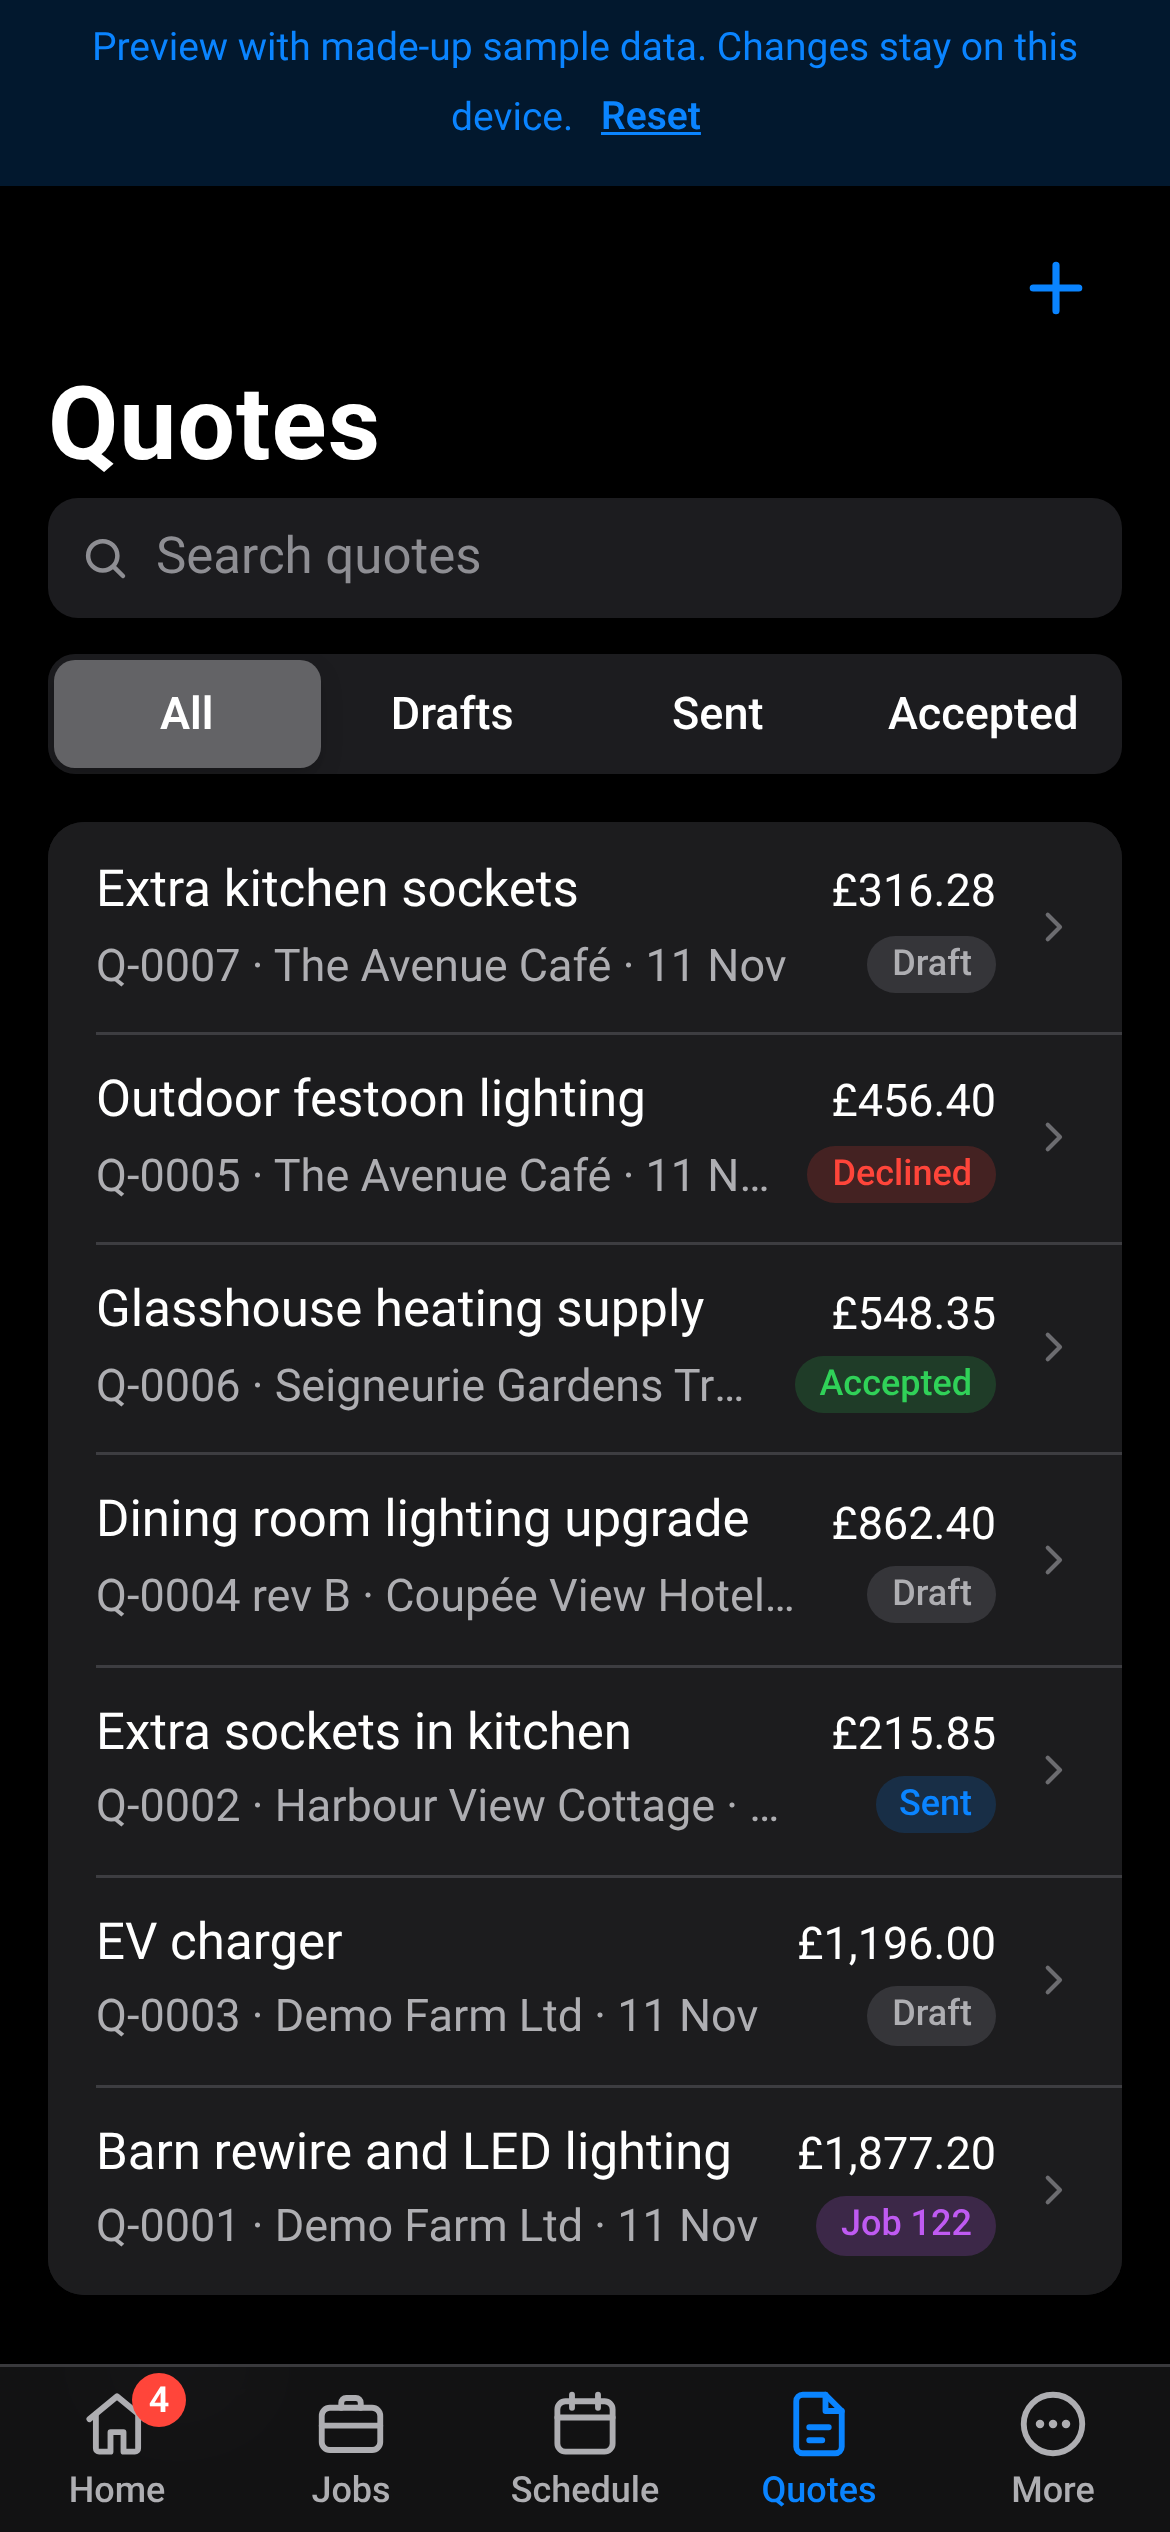 Preview with made-up sample data. Changes stay on this
device. Reset
Quotes
Search quotes
All Drafts Sent Accepted
Extra kitchen sockets £316.28
Q-0007 · The Avenue Café · 11 Nov Draft
Outdoor festoon lighting £456.40
Q-0005 · The Avenue Café · 11 N… Declined
Glasshouse heating supply £548.35
Q-0006 · Seigneurie Gardens Tr… Accepted
Dining room lighting upgrade £862.40
Q-0004 rev B · Coupée View Hotel… Draft
Extra sockets in kitchen £215.85
Q-0002 · Harbour View Cottage · … Sent
EV charger £1,196.00
Q-0003 · Demo Farm Ltd · 11 Nov Draft
Barn rewire and LED lighting £1,877.20
Q-0001 · Demo Farm Ltd · 11 Nov Job 122
4
Home Jobs Schedule Quotes More